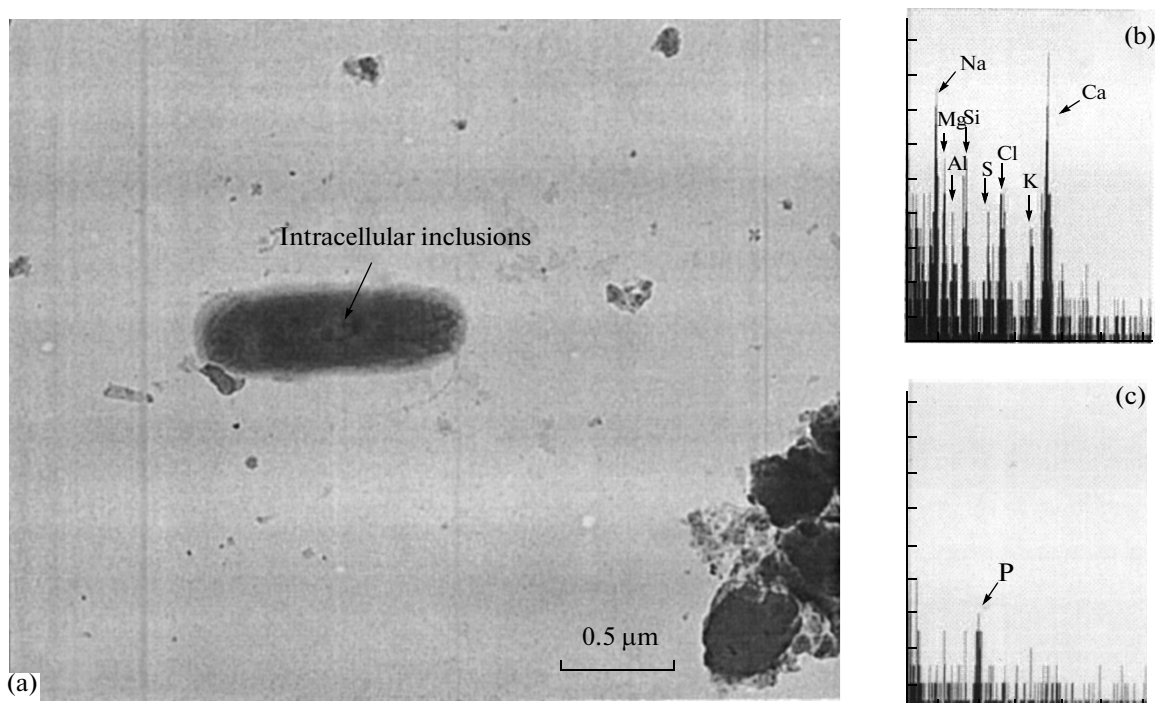 Intracellular inclusions
0.5 µm
(a)
(b)
Na
Ca
Mg
Si
Al
S
Cl
K
(c)
P